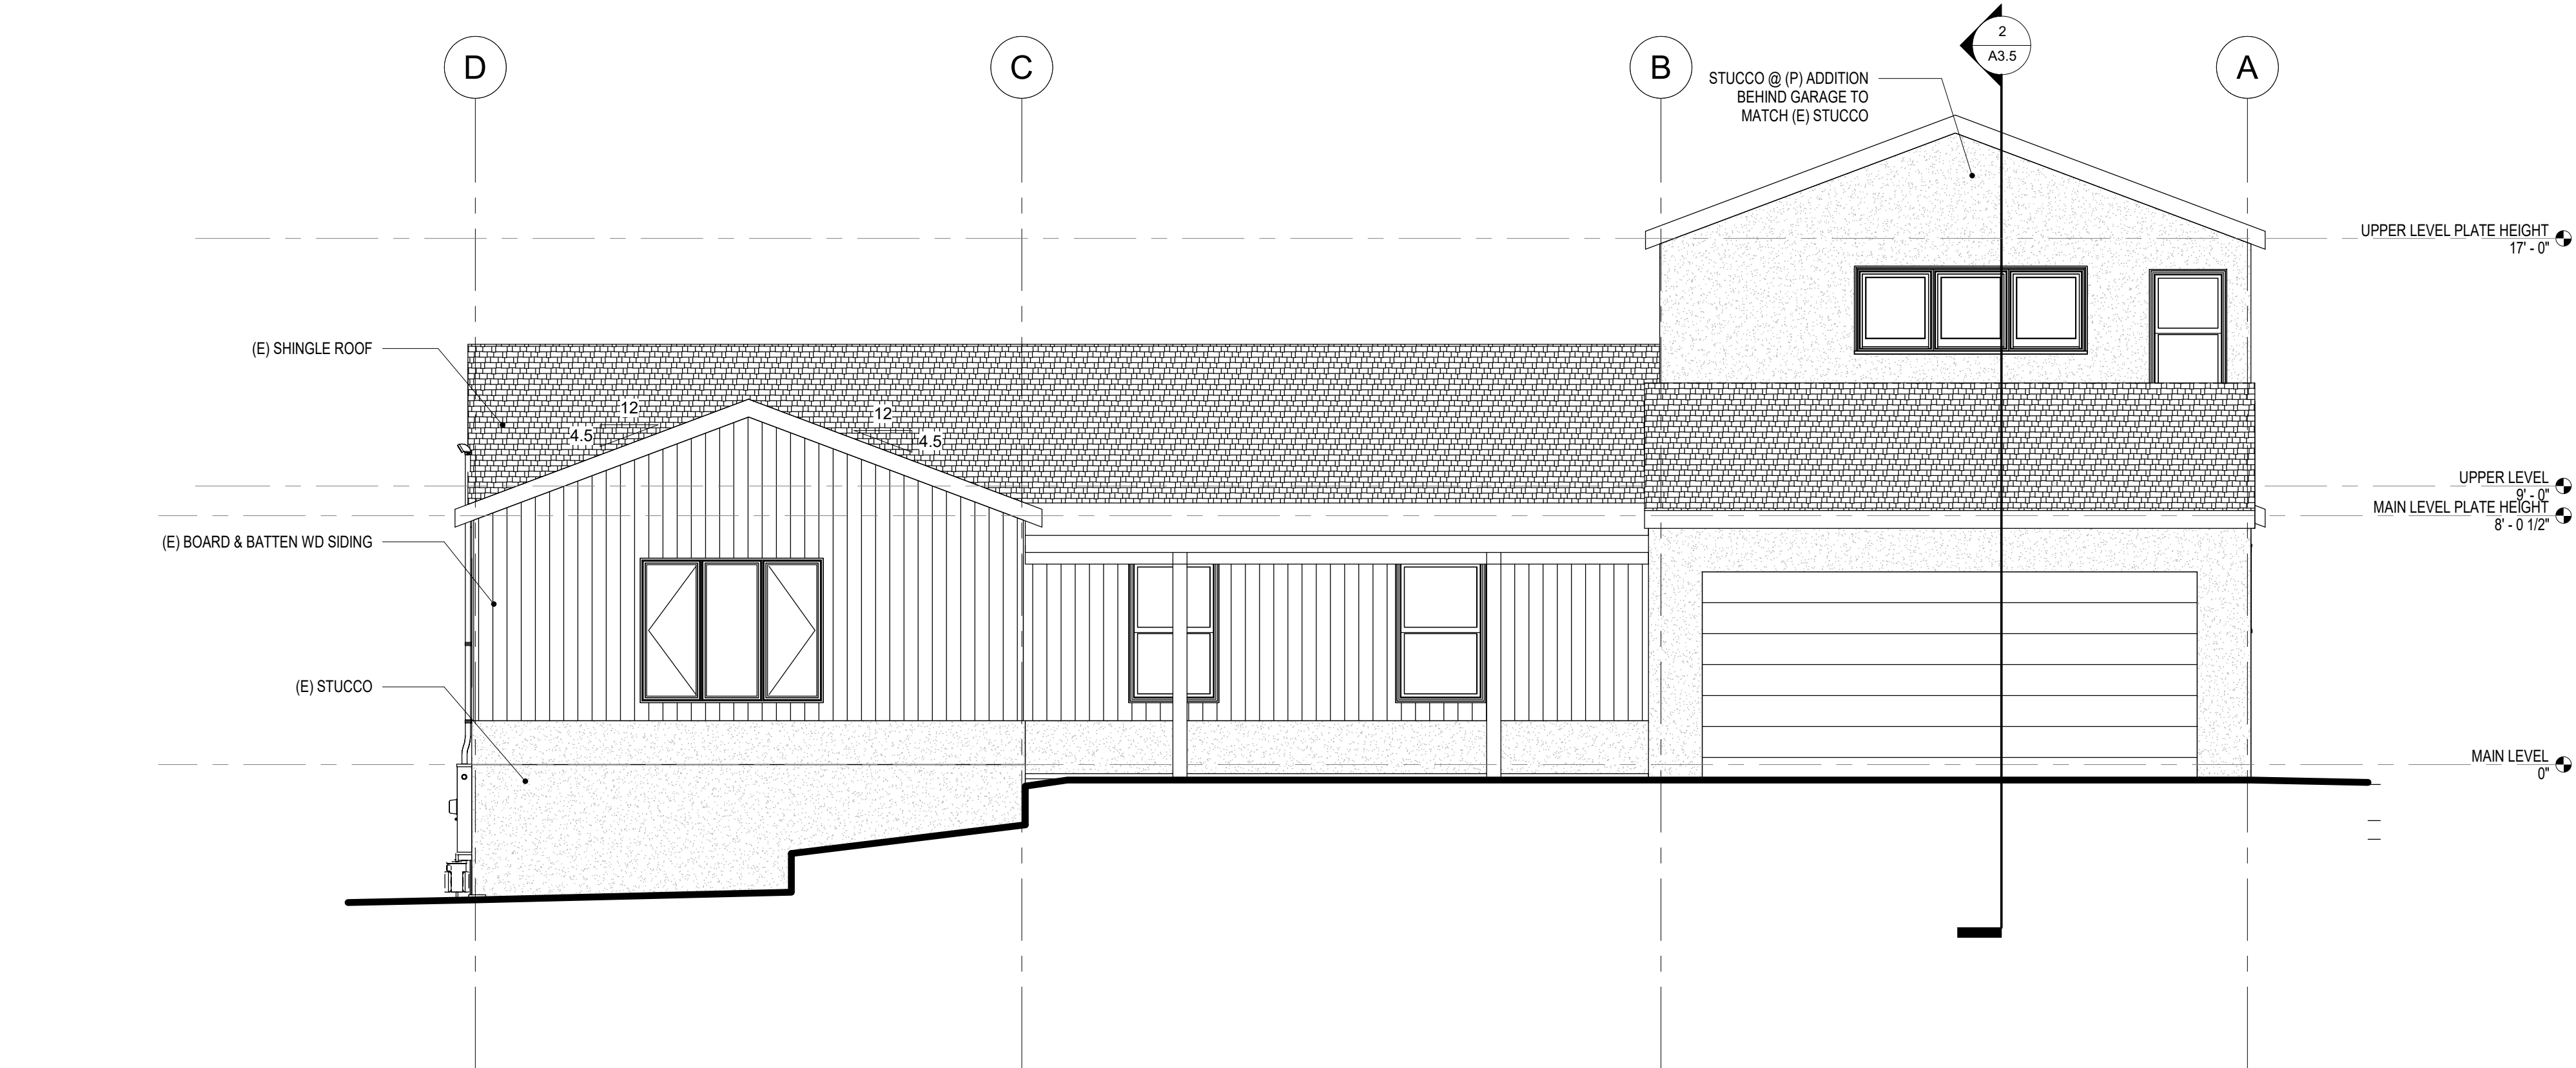 D
C
B
A
2
A3.5
STUCCO @ (P) ADDITION
BEHIND GARAGE TO
MATCH (E) STUCCO
UPPER LEVEL PLATE HEIGHT
17' - 0"
(E) SHINGLE ROOF
12
4.5
12
4.5
UPPER LEVEL
9' - 0"
MAIN LEVEL PLATE HEIGHT
8' - 0 1/2"
(E) BOARD & BATTEN WD SIDING
(E) STUCCO
MAIN LEVEL
0"